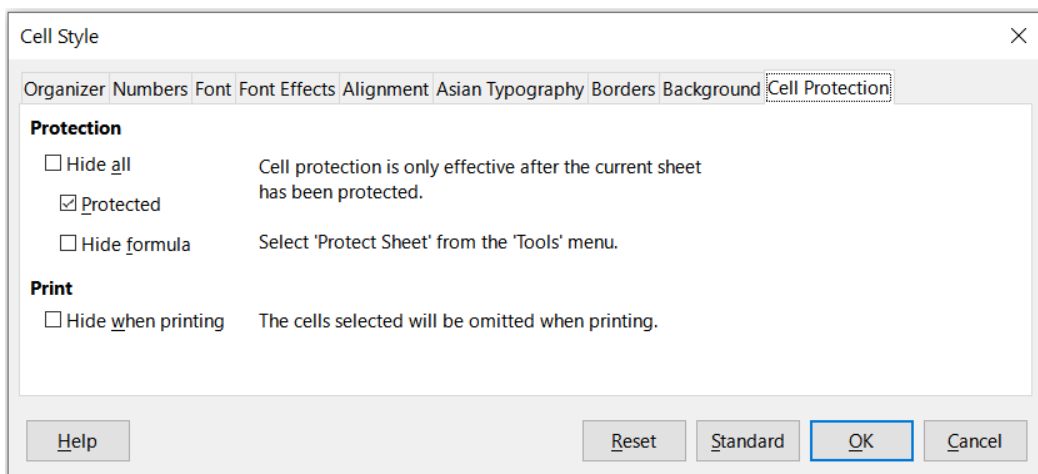 Cell Style
Organizer Numbers Font Font Effects Alignment Asian Typography Borders Background Cell Protection
Protection
Hide all
Cell protection is only effective after the current sheet
has been protected.
Protected
Hide formula
Select 'Protect Sheet' from the 'Tools' menu.
Print
Hide when printing
The cells selected will be omitted when printing.
Help
Reset
Standard
OK
Cancel